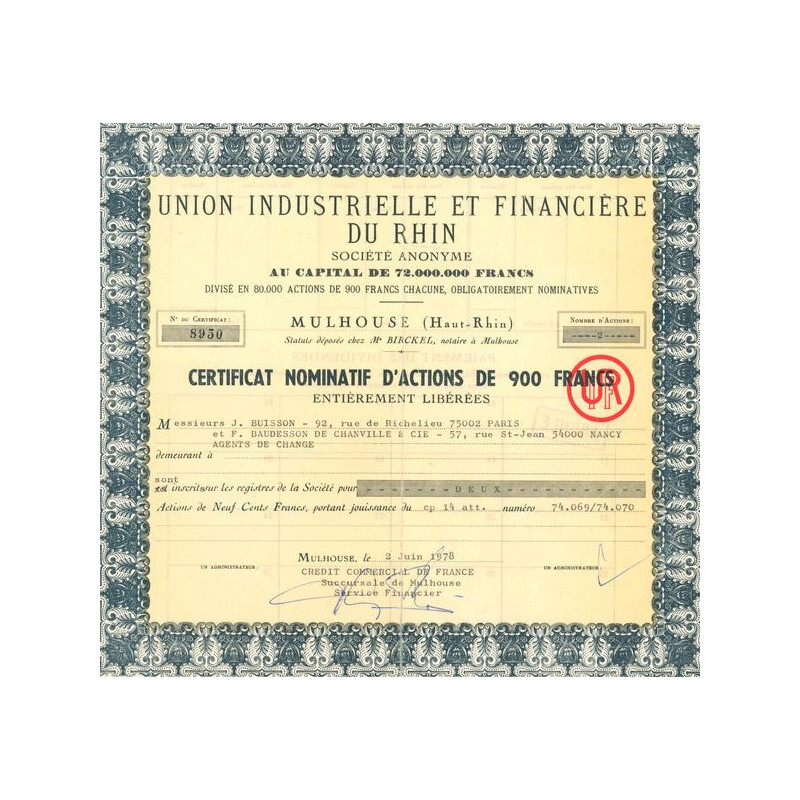 UNION INDUSTRIELLE ET FINANCIÈRE
DU RHIN
SOCIÉTÉ ANONYME
AU CAPITAL DE 72.000.000 FRANCS
DIVISÉ EN 80.000 ACTIONS DE 900 FRANCS CHACUNE, OBLIGATOIREMENT NOMINATIVES
N° DU CERTIFICAT:
8950
MULHOUSE (Haut-Rhin)
Statuts déposés chez Me BIRCKEL, notaire à Mulhouse
NOMBRE D'ACTIONS:
----2----
PAIEMENT DES DIVIDENDES
CERTIFICAT NOMINATIF D'ACTIONS DE 900 FRANCS
UFR
ENTIÈREMENT LIBÉRÉES
Messieurs J. BUISSON - 92, rue de Richelieu 75002 PARIS
et F. BAUDESSON DE CHANVILLE & CIE - 57, rue St-Jean 54000 NANCY
AGENTS DE CHANGE
demeurant à
sont
est inscrit sur les registres de la Société pour ----------DEUX----------
Actions de Neuf Cents Francs, portant jouissance du cp 14 att. numéro 74.069/74.070
MULHOUSE, le 2 Juin 1978
UN ADMINISTRATEUR:
CREDIT COMMERCIAL DE FRANCE
UN ADMINISTRATEUR:
Succursale de Mulhouse
Service Financier